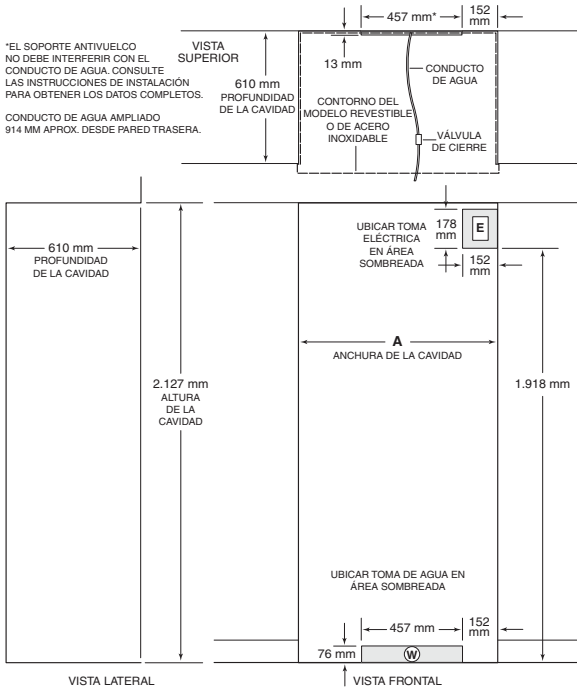 *EL SOPORTE ANTIVUELCO
NO DEBE INTERFERIR CON EL
CONDUCTO DE AGUA. CONSULTE
LAS INSTRUCCIONES DE INSTALACIÓN
PARA OBTENER LOS DATOS COMPLETOS.
CONDUCTO DE AGUA AMPLIADO
914 MM APROX. DESDE PARED TRASERA.
VISTA
SUPERIOR
457 mm*
152
mm
13 mm
610 mm
PROFUNDIDAD
DE LA CAVIDAD
CONDUCTO
DE AGUA
CONTORNO DEL
MODELO REVESTIBLE
O DE ACERO
INOXIDABLE
VÁLVULA
DE CIERRE
610 mm
PROFUNDIDAD
DE LA CAVIDAD
UBICAR TOMA
ELÉCTRICA
EN ÁREA
SOMBREADA
178
mm
E
152
mm
A
ANCHURA DE LA CAVIDAD
2.127 mm
ALTURA
DE LA
CAVIDAD
1.918 mm
UBICAR TOMA DE AGUA EN
ÁREA SOMBREADA
457 mm
152
mm
76 mm
W
VISTA LATERAL
VISTA FRONTAL